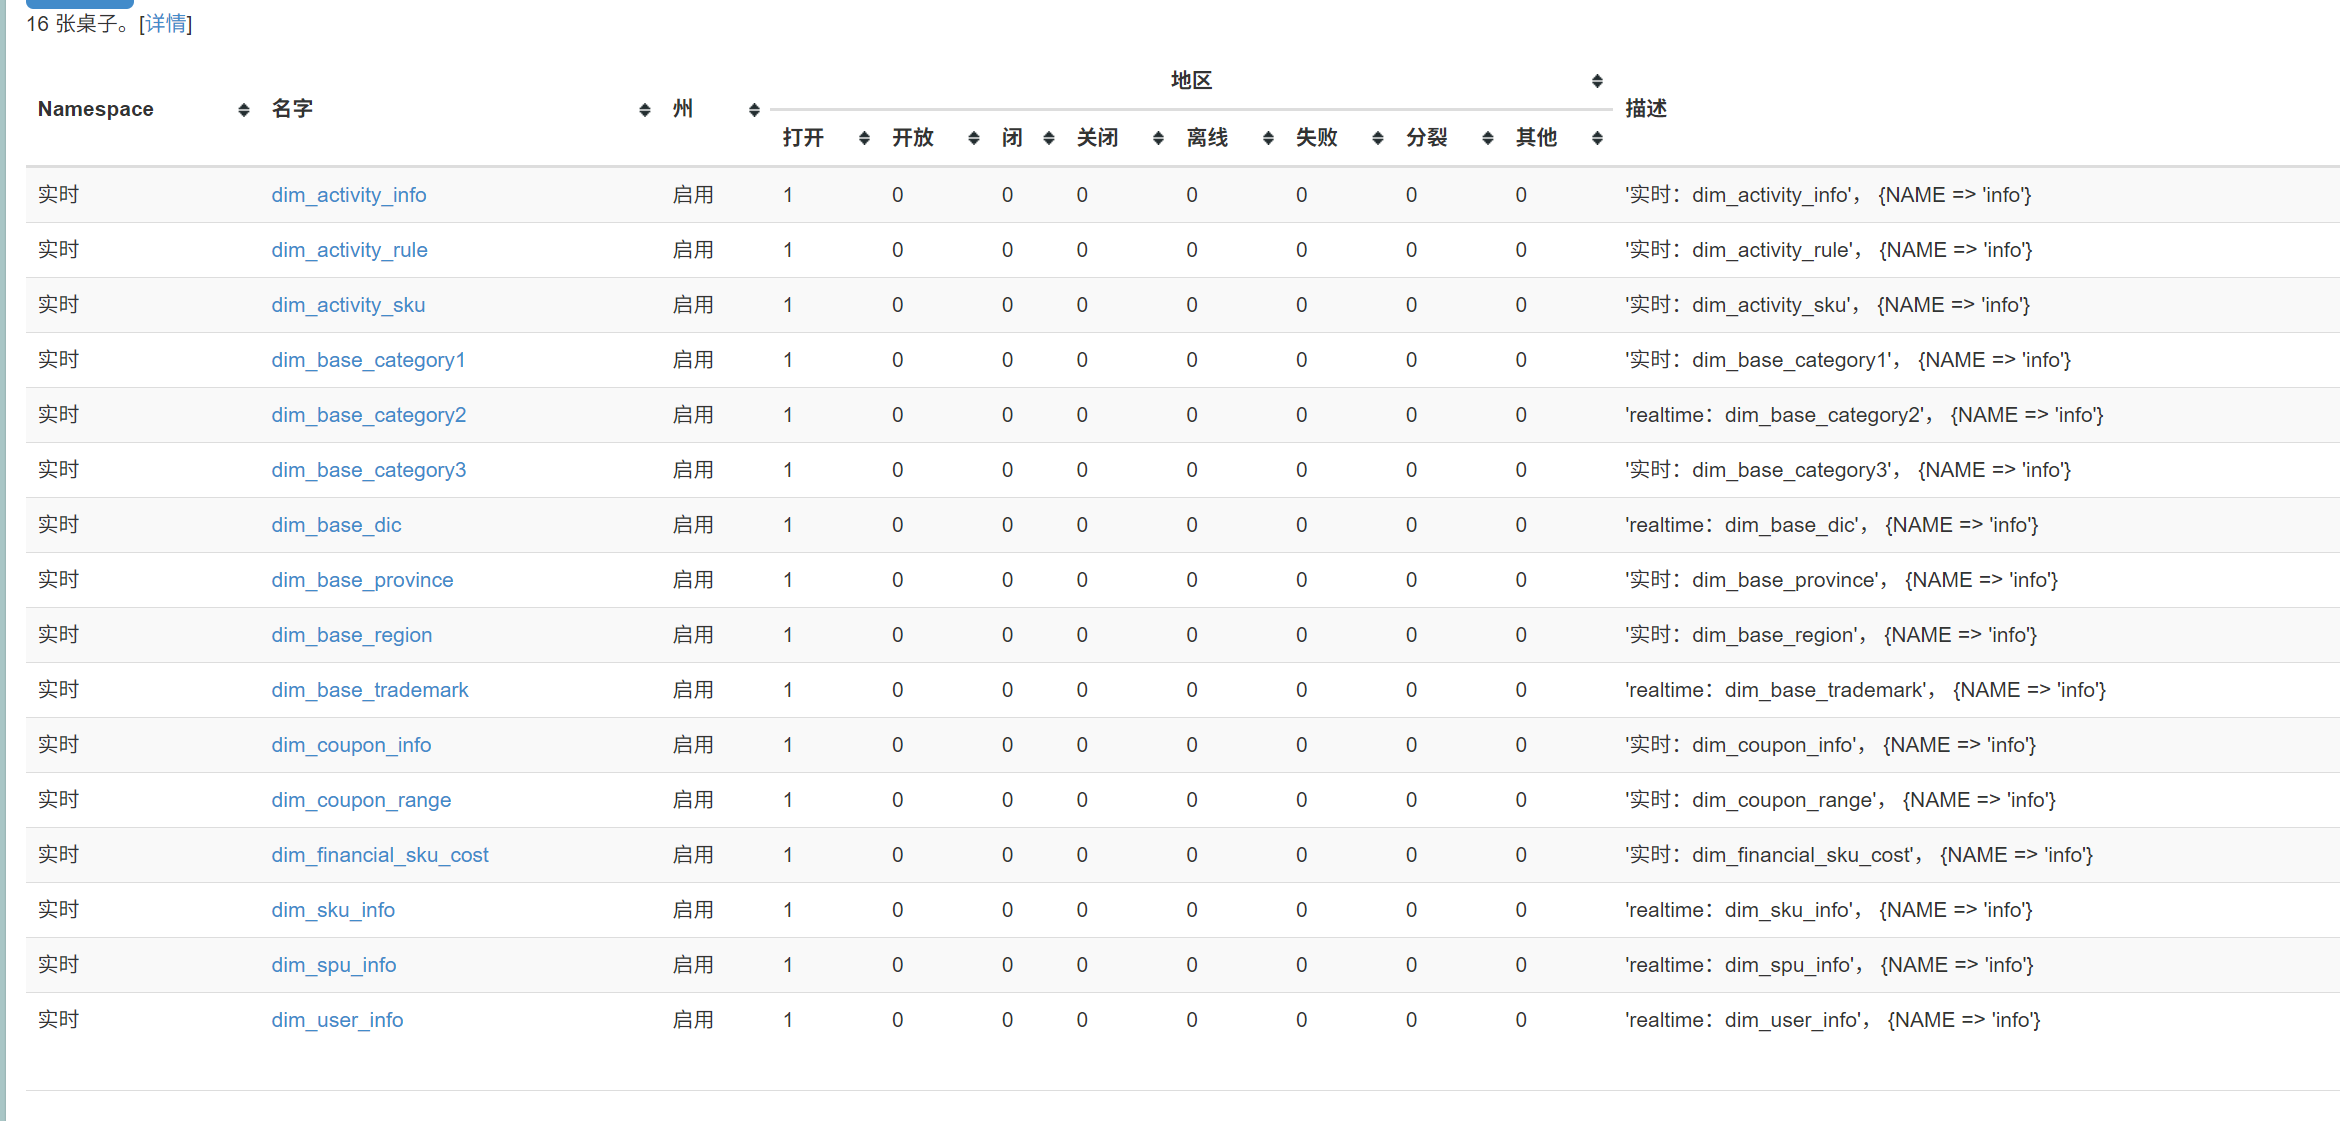 16 张桌子。[详情]
Namespace 名字 州 地区 描述
打开 开放 闭 关闭 离线 失败 分裂 其他
实时 dim_activity_info 启用 1 0 0 0 0 0 0 0 '实时：dim_activity_info'， {NAME => 'info'}
实时 dim_activity_rule 启用 1 0 0 0 0 0 0 0 '实时：dim_activity_rule'， {NAME => 'info'}
实时 dim_activity_sku 启用 1 0 0 0 0 0 0 0 '实时：dim_activity_sku'， {NAME => 'info'}
实时 dim_base_category1 启用 1 0 0 0 0 0 0 0 '实时：dim_base_category1'， {NAME => 'info'}
实时 dim_base_category2 启用 1 0 0 0 0 0 0 0 'realtime：dim_base_category2'， {NAME => 'info'}
实时 dim_base_category3 启用 1 0 0 0 0 0 0 0 '实时：dim_base_category3'， {NAME => 'info'}
实时 dim_base_dic 启用 1 0 0 0 0 0 0 0 'realtime：dim_base_dic'， {NAME => 'info'}
实时 dim_base_province 启用 1 0 0 0 0 0 0 0 '实时：dim_base_province'， {NAME => 'info'}
实时 dim_base_region 启用 1 0 0 0 0 0 0 0 '实时：dim_base_region'， {NAME => 'info'}
实时 dim_base_trademark 启用 1 0 0 0 0 0 0 0 'realtime：dim_base_trademark'， {NAME => 'info'}
实时 dim_coupon_info 启用 1 0 0 0 0 0 0 0 '实时：dim_coupon_info'， {NAME => 'info'}
实时 dim_coupon_range 启用 1 0 0 0 0 0 0 0 '实时：dim_coupon_range'， {NAME => 'info'}
实时 dim_financial_sku_cost 启用 1 0 0 0 0 0 0 0 '实时：dim_financial_sku_cost'， {NAME => 'info'}
实时 dim_sku_info 启用 1 0 0 0 0 0 0 0 'realtime：dim_sku_info'， {NAME => 'info'}
实时 dim_spu_info 启用 1 0 0 0 0 0 0 0 'realtime：dim_spu_info'， {NAME => 'info'}
实时 dim_user_info 启用 1 0 0 0 0 0 0 0 'realtime：dim_user_info'， {NAME => 'info'}